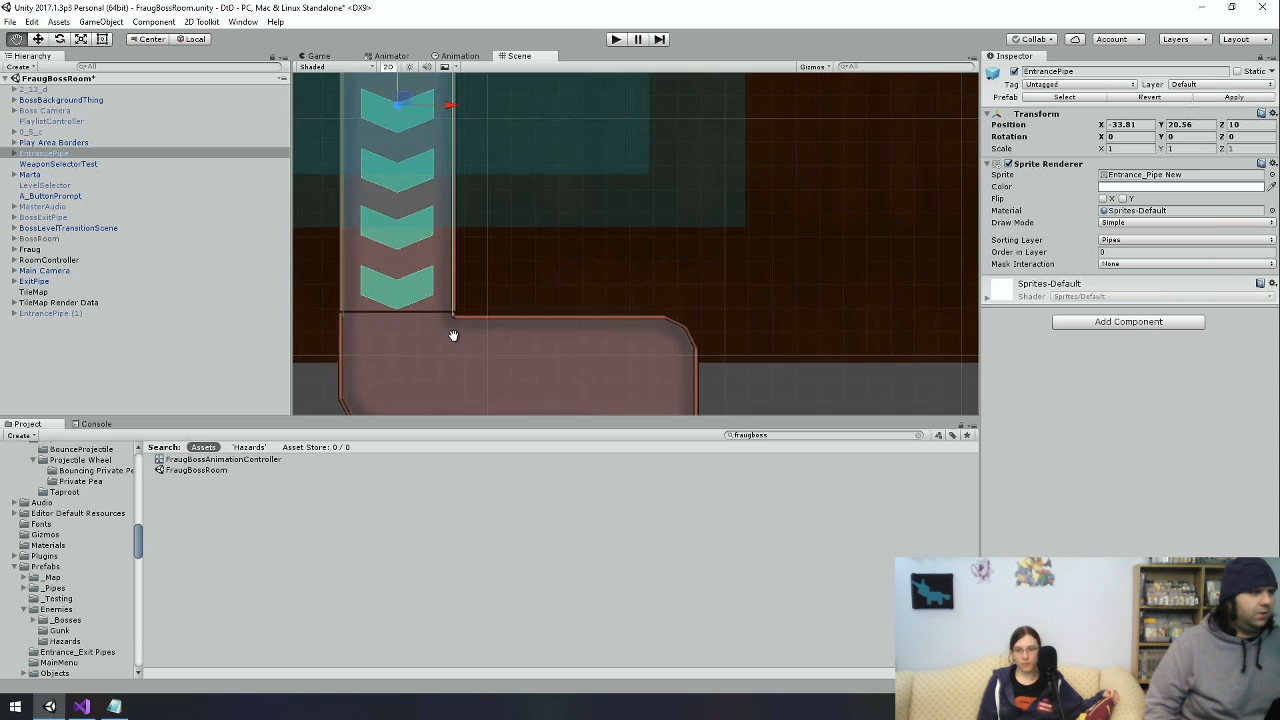 Unity 2017.1.3p3 Personal (64bit) - FraugBossRoom.unity - DtD - PC, Mac & Linux Standalone* <DX9>
File Edit Assets GameObject Component 2D Toolkit Window Help
Center Local
Collab Account Layers Layout
Hierarchy
Create All
FraugBossRoom*
2_13_d
BossBackgroundThing
Boss Camera
PlaylistController
0_5_c
Play Area Borders
EntrancePipe
WeaponSelectorTest
Marta
LevelSelector
A_ButtonPrompt
MasterAudio
BossExitPipe
BossLevelTransitionScene
BossRoom
Fraug
RoomController
Main Camera
ExitPipe
TileMap
TileMap Render Data
EntrancePipe (1)
Game Animator Animation Scene
Shaded 2D Gizmos All
Inspector
EntrancePipe Static
Tag Untagged Layer Default
Prefab Select Revert Apply
Transform
Position X -33.81 Y 20.56 Z 10
Rotation X 0 Y 0 Z 0
Scale X 1 Y 1 Z 1
Sprite Renderer
Sprite Entrance_Pipe New
Color
Flip X Y
Material Sprites-Default
Draw Mode Simple
Sorting Layer Pipes
Order in Layer 0
Mask Interaction None
Sprites-Default
Shader Sprites/Default
Add Component
Project Console
Create fraugboss
BounceProjectile
Projectile Wheel
Bouncing Private Pe
Private Pea
Taproot
Audio
Editor Default Resources
Fonts
Gizmos
Materials
Plugins
Prefabs
_Map
_Pipes
_Testing
Enemies
_Bosses
Gunk
Hazards
Entrance_Exit Pipes
MainMenu
Objects
Search: Assets 'Hazards' Asset Store: 0 / 0
FraugBossAnimationController
FraugBossRoom